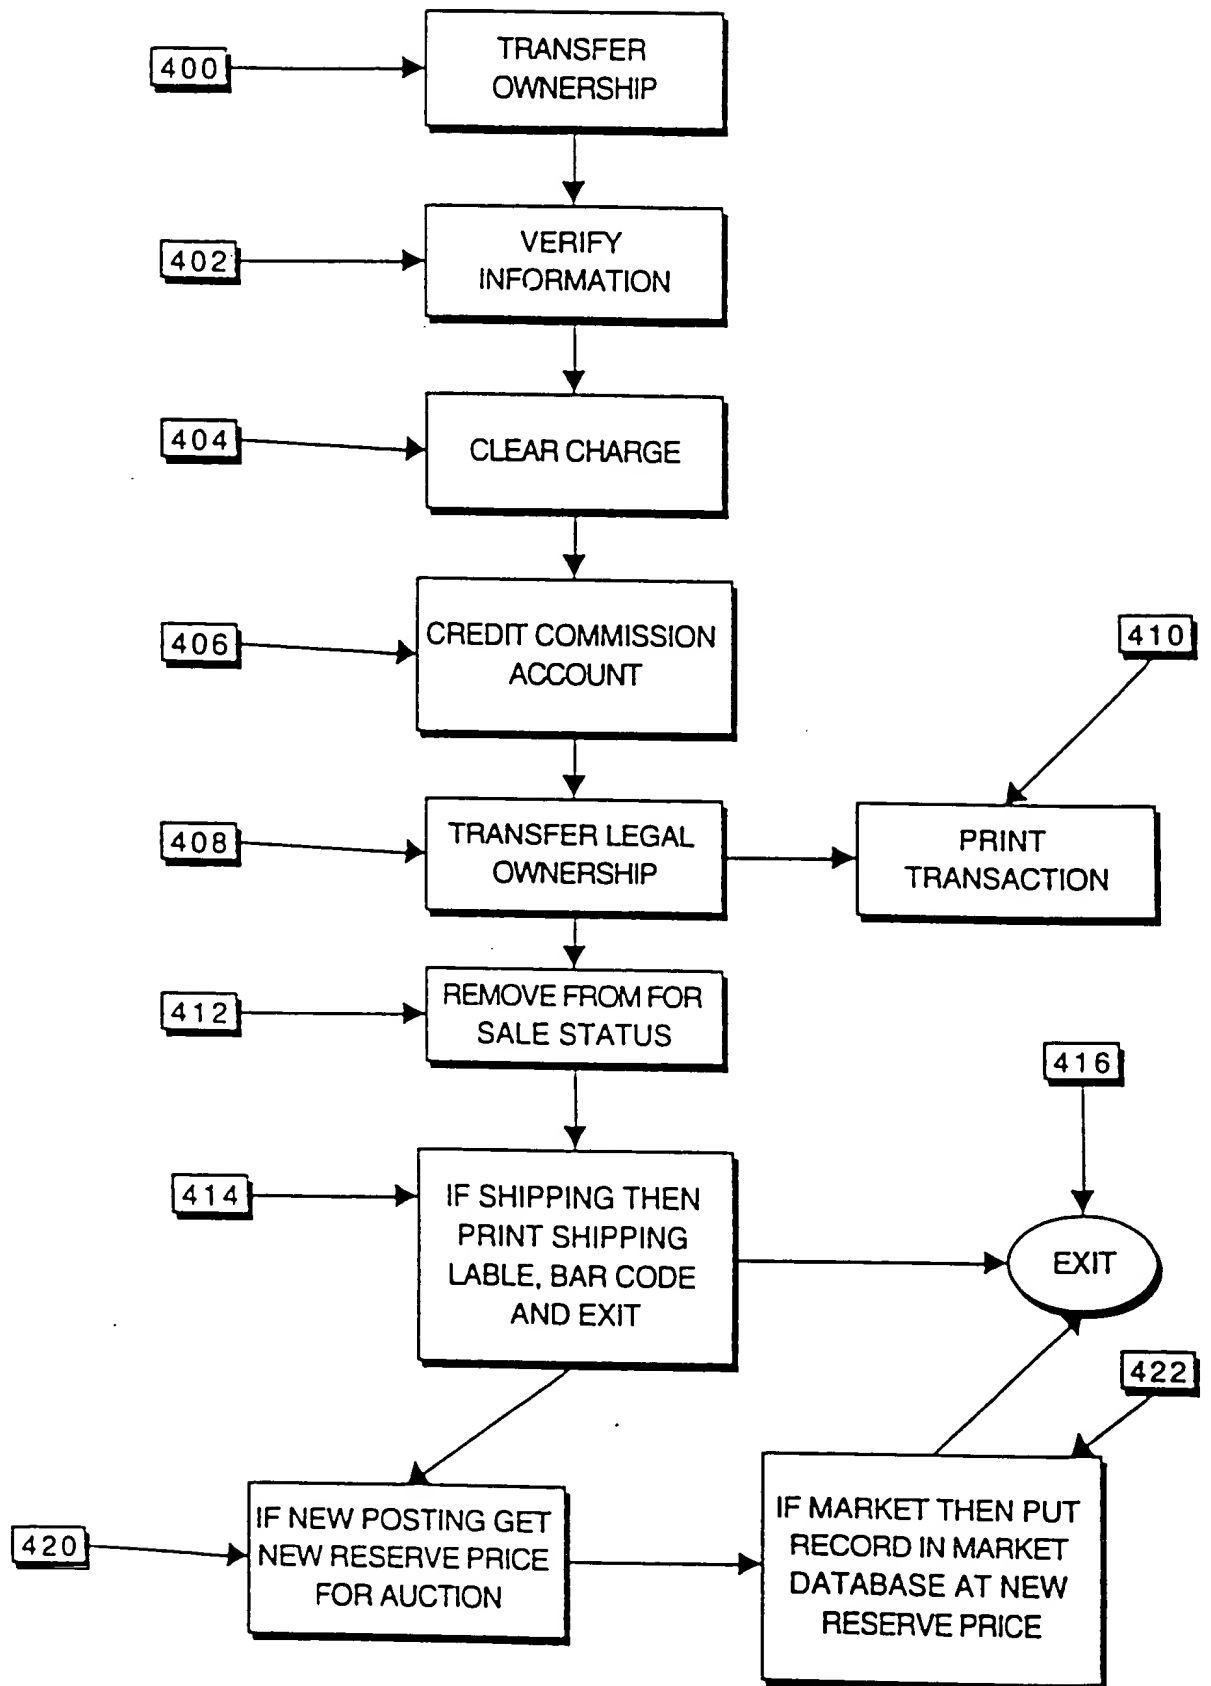 400
TRANSFER
OWNERSHIP
402
VERIFY
INFORMATION
404
CLEAR CHARGE
406
CREDIT COMMISSION
ACCOUNT
410
408
TRANSFER LEGAL
OWNERSHIP
PRINT
TRANSACTION
412
REMOVE FROM FOR
SALE STATUS
416
414
IF SHIPPING THEN
PRINT SHIPPING
LABLE, BAR CODE
AND EXIT
EXIT
422
420
IF NEW POSTING GET
NEW RESERVE PRICE
FOR AUCTION
IF MARKET THEN PUT
RECORD IN MARKET
DATABASE AT NEW
RESERVE PRICE